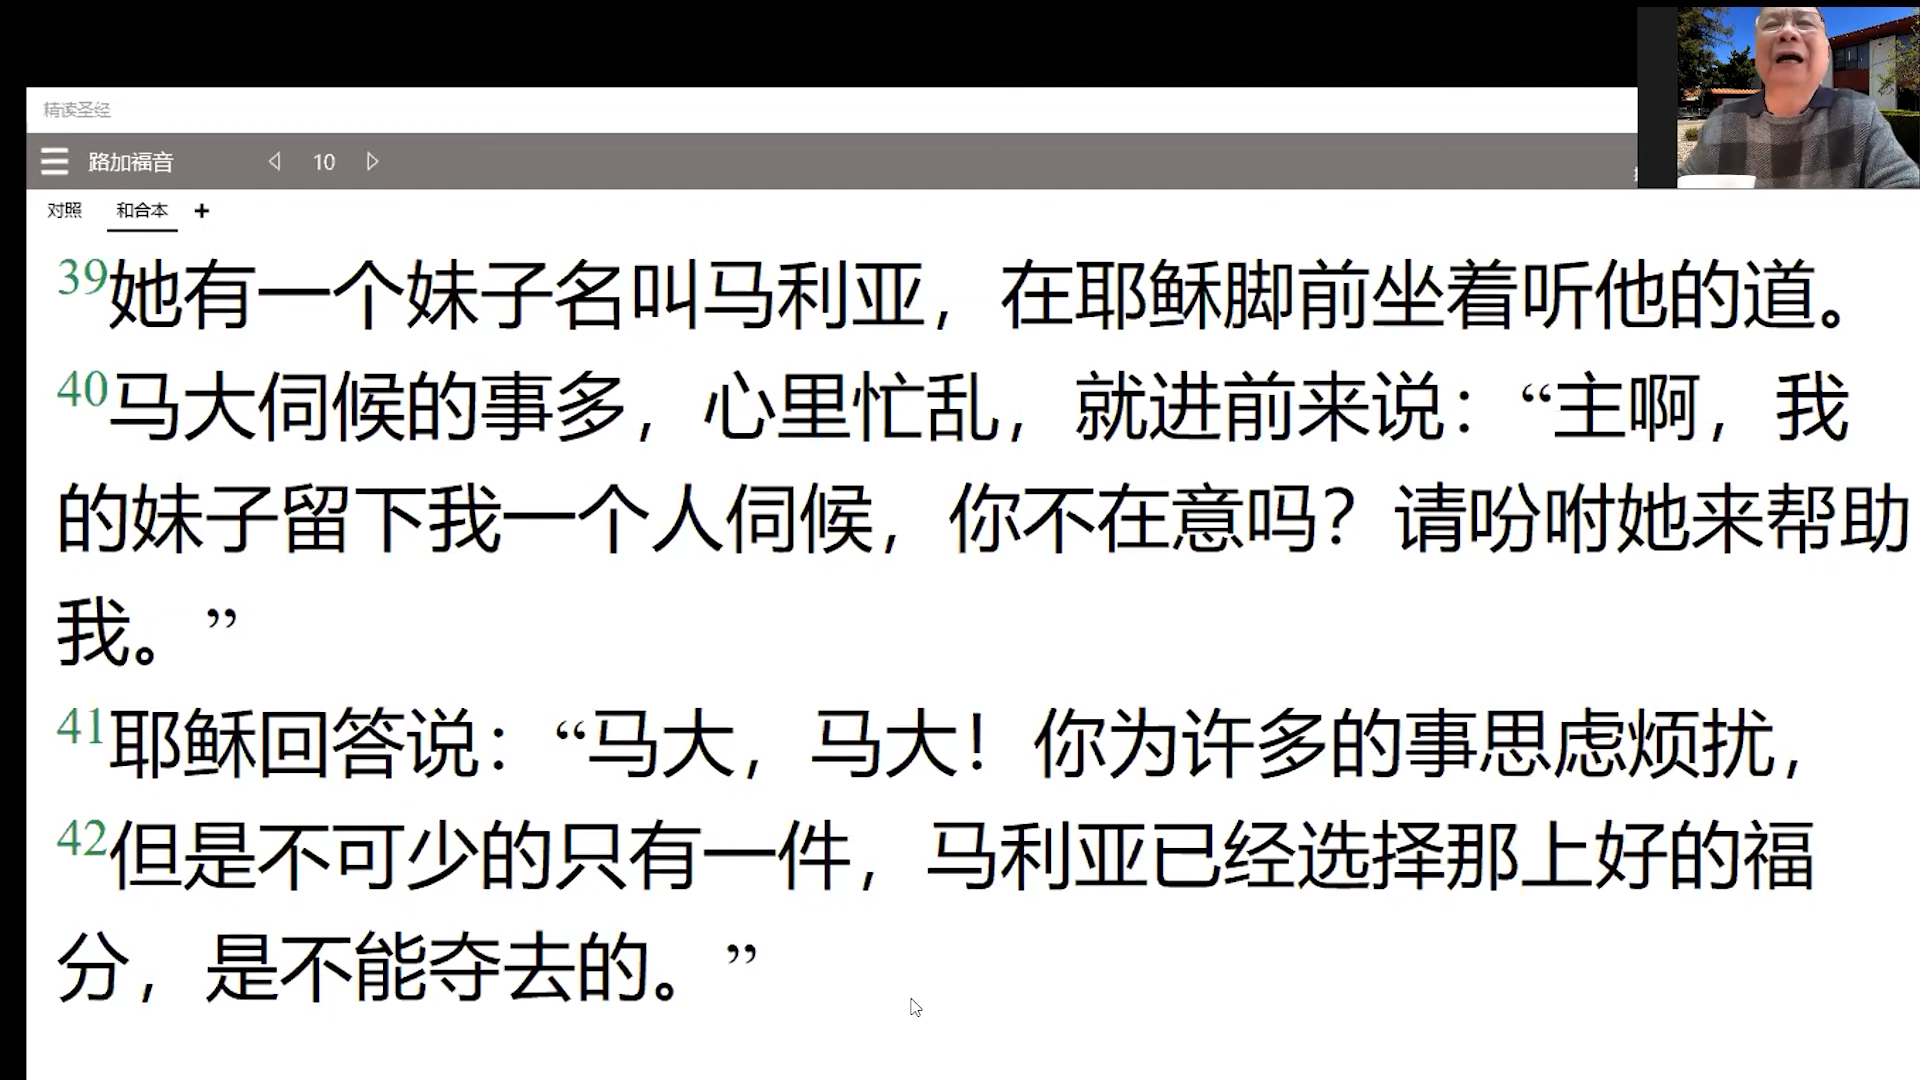 精读圣经
路加福音 10
对照 和合本 +
39她有一个妹子名叫马利亚，在耶稣脚前坐着听他的道。
40马大伺候的事多，心里忙乱，就进前来说：“主啊，我
的妹子留下我一个人伺候，你不在意吗？请吩咐她来帮助
我。”
41耶稣回答说：“马大，马大！你为许多的事思虑烦扰，
42但是不可少的只有一件，马利亚已经选择那上好的福
分，是不能夺去的。”